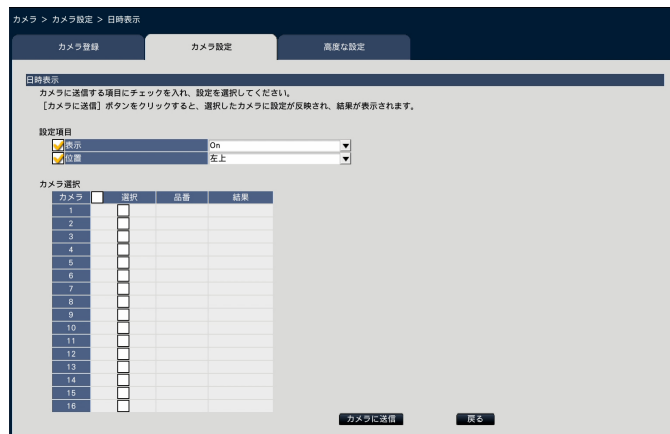 カメラ > カメラ設定 > 日時表示
カメラ登録 カメラ設定 高度な設定
日時表示
カメラに送信する項目にチェックを入れ、設定を選択してください。
［カメラに送信］ボタンをクリックすると、選択したカメラに設定が反映され、結果が表示されます。
設定項目
表示 On
位置 左上
カメラ選択
カメラ 選択 品番 結果
1
2
3
4
5
6
7
8
9
10
11
12
13
14
15
16
カメラに送信 戻る